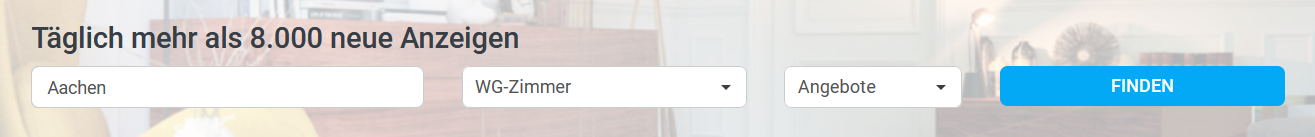 Täglich mehr als 8.000 neue Anzeigen
Aachen WG-Zimmer Angebote FINDEN